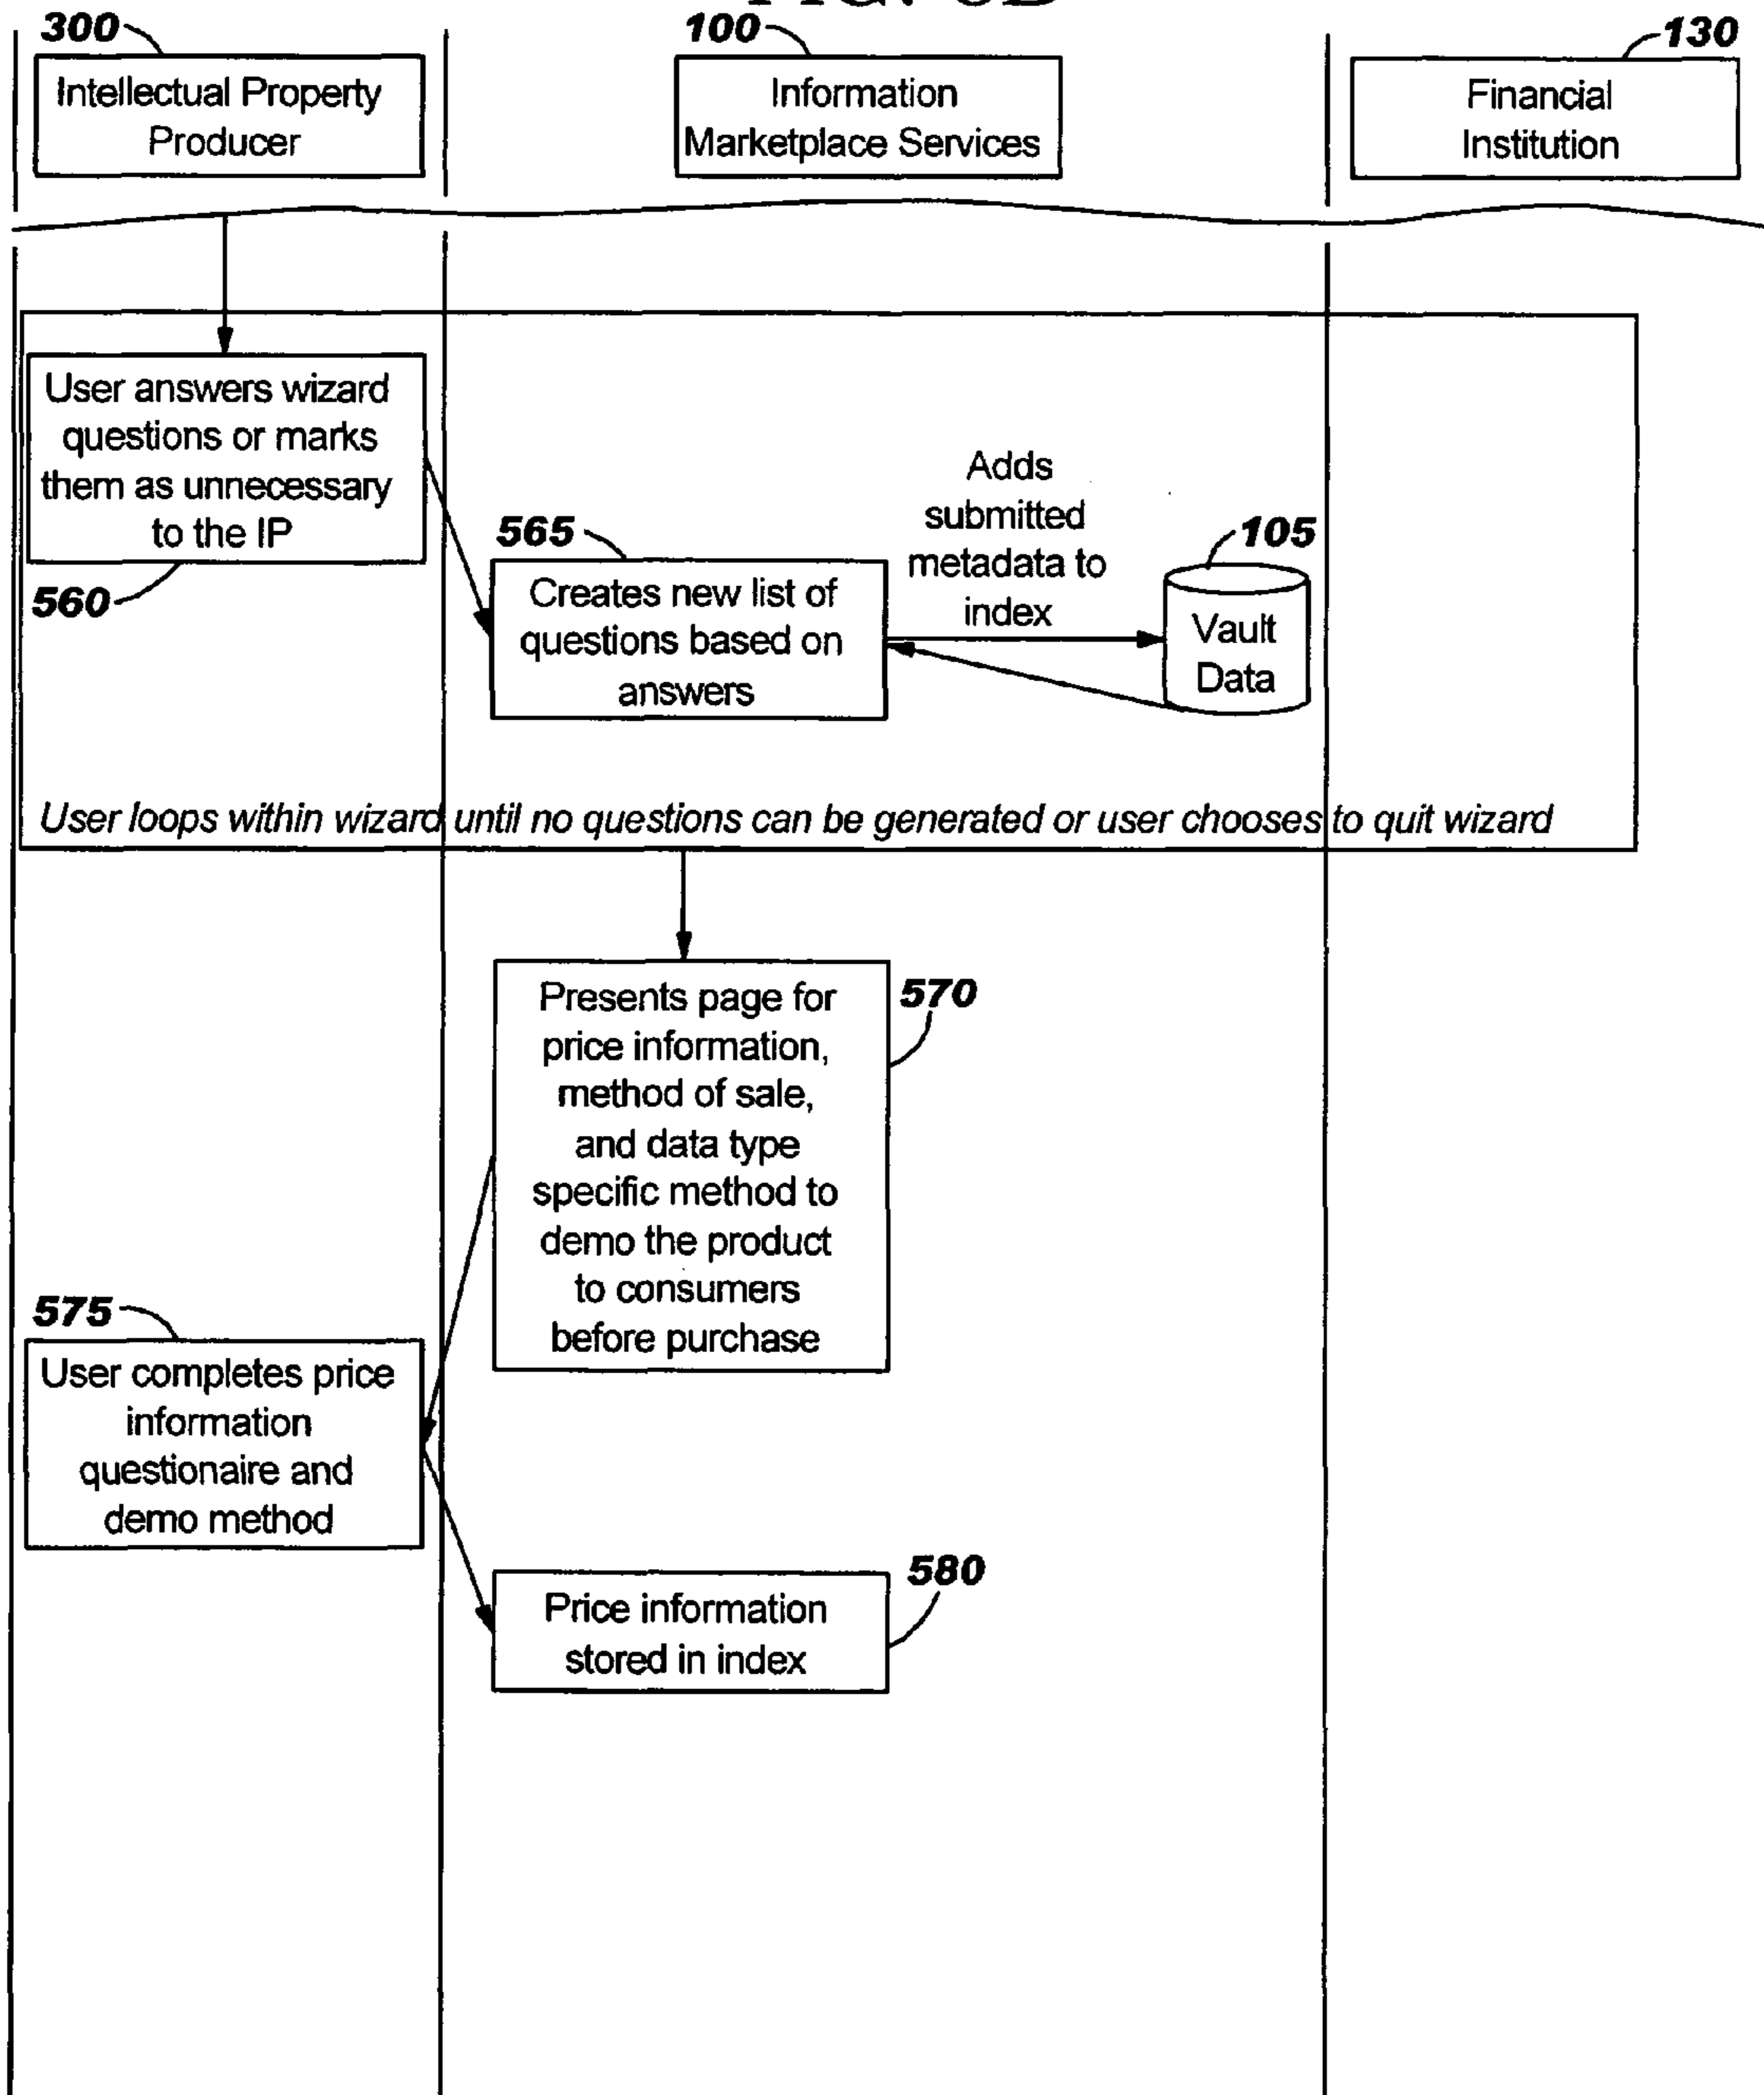 300
100
130
Intellectual Property
Producer
Information
Marketplace Services
Financial
Institution
User answers wizard
questions or marks
them as unnecessary
to the IP
560
565
Creates new list of
questions based on
answers
Adds
submitted
metadata to
index
105
Vault
Data
User loops within wizard until no questions can be generated or user chooses to quit wizard
Presents page for
price information,
method of sale,
and data type
specific method to
demo the product
to consumers
before purchase
570
575
User completes price
information
questionaire and
demo method
580
Price information
stored in index